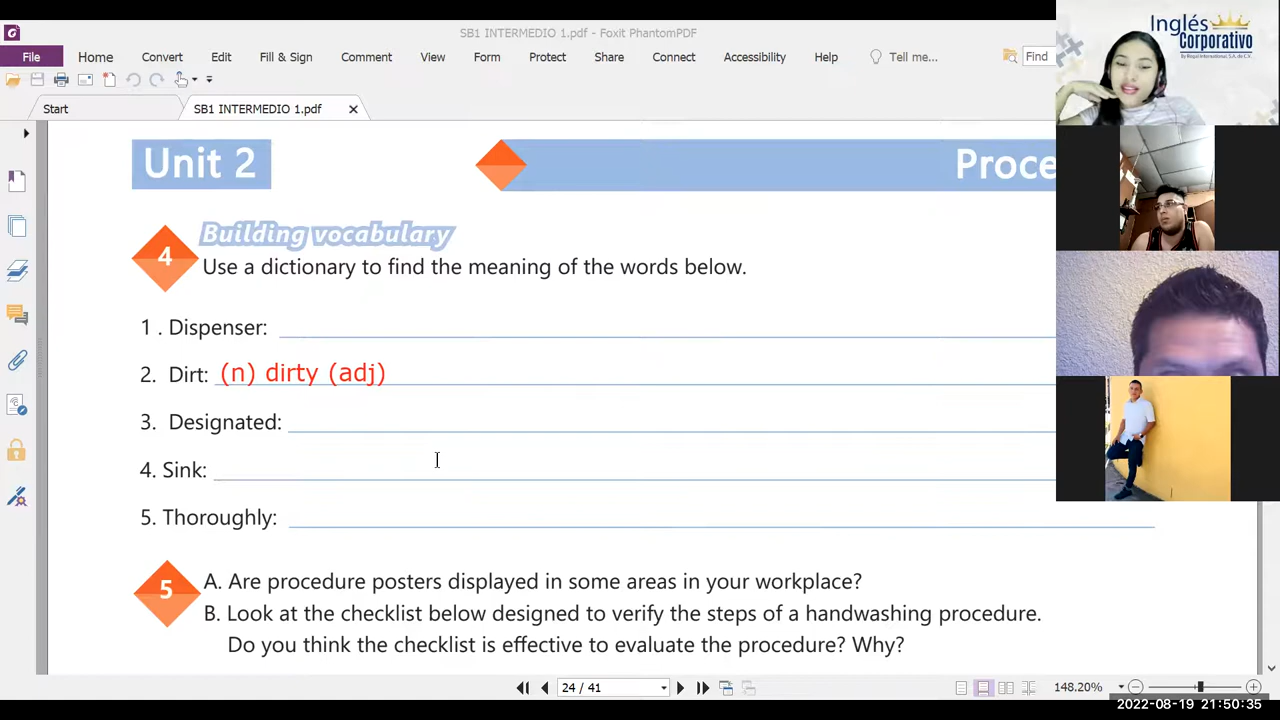 SB1 INTERMEDIO 1.pdf - Foxit PhantomPDF
File Home Convert Edit Fill & Sign Comment View Form Protect Share Connect Accessibility Help Tell me... Find
Start SB1 INTERMEDIO 1.pdf
Inglés
Corporativo
By Regal International, S.A. de C.V.
Unit 2 Proce
4 Building vocabulary
Use a dictionary to find the meaning of the words below.
1 . Dispenser:
2. Dirt: (n) dirty (adj)
3. Designated:
4. Sink:
5. Thoroughly:
5 A. Are procedure posters displayed in some areas in your workplace?
B. Look at the checklist below designed to verify the steps of a handwashing procedure.
Do you think the checklist is effective to evaluate the procedure? Why?
24 / 41 148.20%
2022-08-19 21:50:35